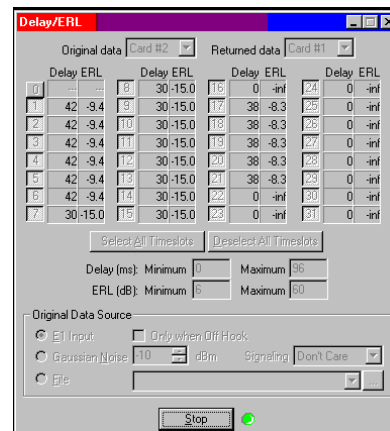 Delay/ERL
Original data Card #2 Returned data Card #1
Delay ERL Delay ERL Delay ERL Delay ERL
0 --- --- 8 30 -15.0 16 0 -inf 24 0 -inf
1 42 -9.4 9 30 -15.0 17 38 -8.3 25 0 -inf
2 42 -9.4 10 30 -15.0 18 38 -8.3 26 0 -inf
3 42 -9.4 11 30 -15.0 19 38 -8.3 27 0 -inf
4 42 -9.4 12 30 -15.0 20 38 -8.3 28 0 -inf
5 42 -9.4 13 30 -15.0 21 38 -8.3 29 0 -inf
6 42 -9.4 14 30 -15.0 22 0 -inf 30 0 -inf
7 30 -15.0 15 30 -15.0 23 0 -inf 31 0 -inf
Select All Timeslots Deselect All Timeslots
Delay (ms): Minimum 0 Maximum 96
ERL (dB): Minimum 6 Maximum 60
Original Data Source
E1 Input Only when Off Hook
Gaussian Noise -10 dBm Signaling Don't Care
File ...
Stop